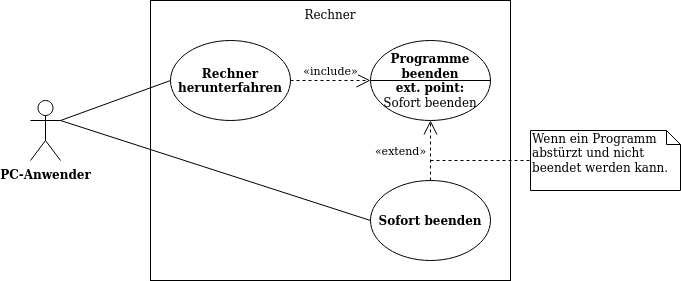 Rechner
Rechner
herunterfahren
«include»
Programme
beenden
ext. point:
Sofort beenden
PC-Anwender
«extend»
Wenn ein Programm
abstürzt und nicht
beendet werden kann.
Sofort beenden